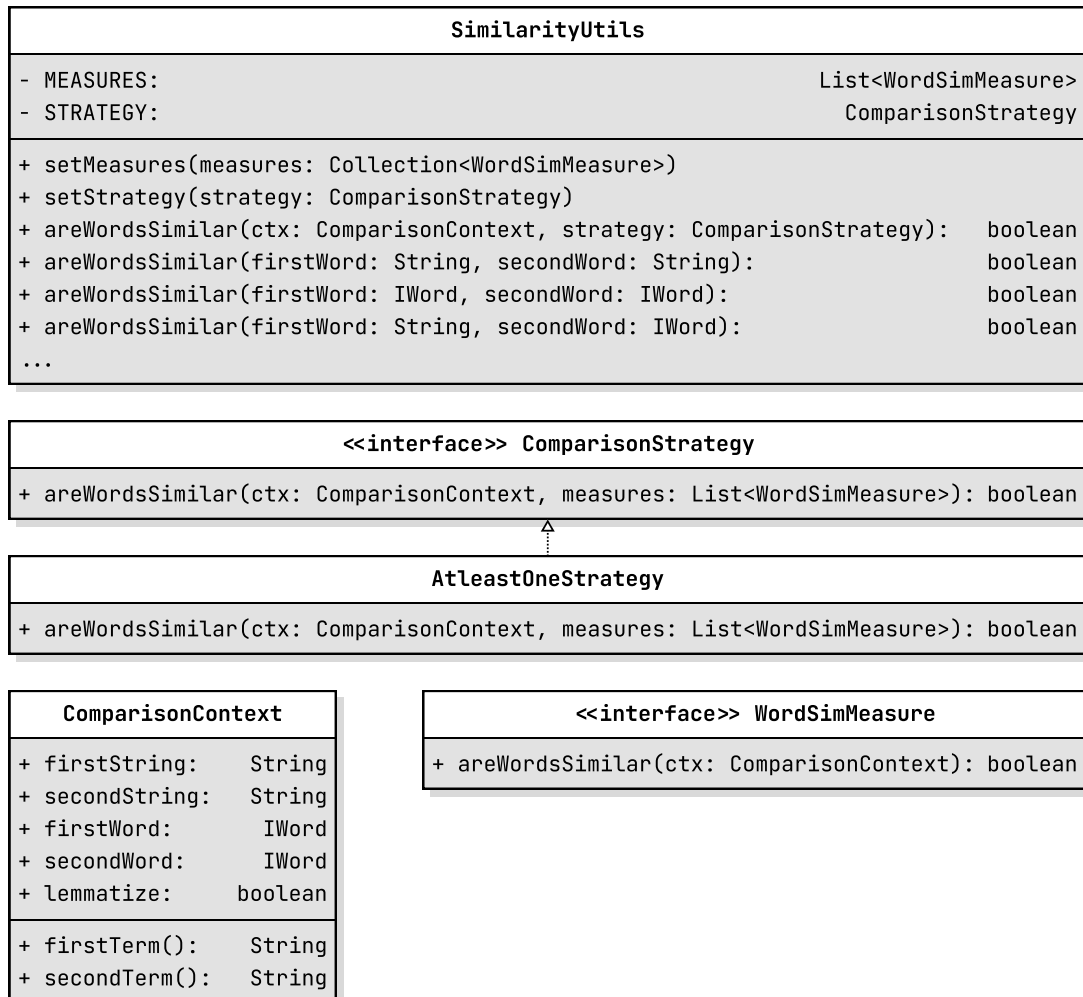 SimilarityUtils
- MEASURES: List<WordSimMeasure>
- STRATEGY: ComparisonStrategy
+ setMeasures(measures: Collection<WordSimMeasure>)
+ setStrategy(strategy: ComparisonStrategy)
+ areWordsSimilar(ctx: ComparisonContext, strategy: ComparisonStrategy): boolean
+ areWordsSimilar(firstWord: String, secondWord: String): boolean
+ areWordsSimilar(firstWord: IWord, secondWord: IWord): boolean
+ areWordsSimilar(firstWord: String, secondWord: IWord): boolean
...
<<interface>> ComparisonStrategy
+ areWordsSimilar(ctx: ComparisonContext, measures: List<WordSimMeasure>): boolean
AtleastOneStrategy
+ areWordsSimilar(ctx: ComparisonContext, measures: List<WordSimMeasure>): boolean
ComparisonContext
+ firstString: String
+ secondString: String
+ firstWord: IWord
+ secondWord: IWord
+ lemmatize: boolean
+ firstTerm(): String
+ secondTerm(): String
<<interface>> WordSimMeasure
+ areWordsSimilar(ctx: ComparisonContext): boolean